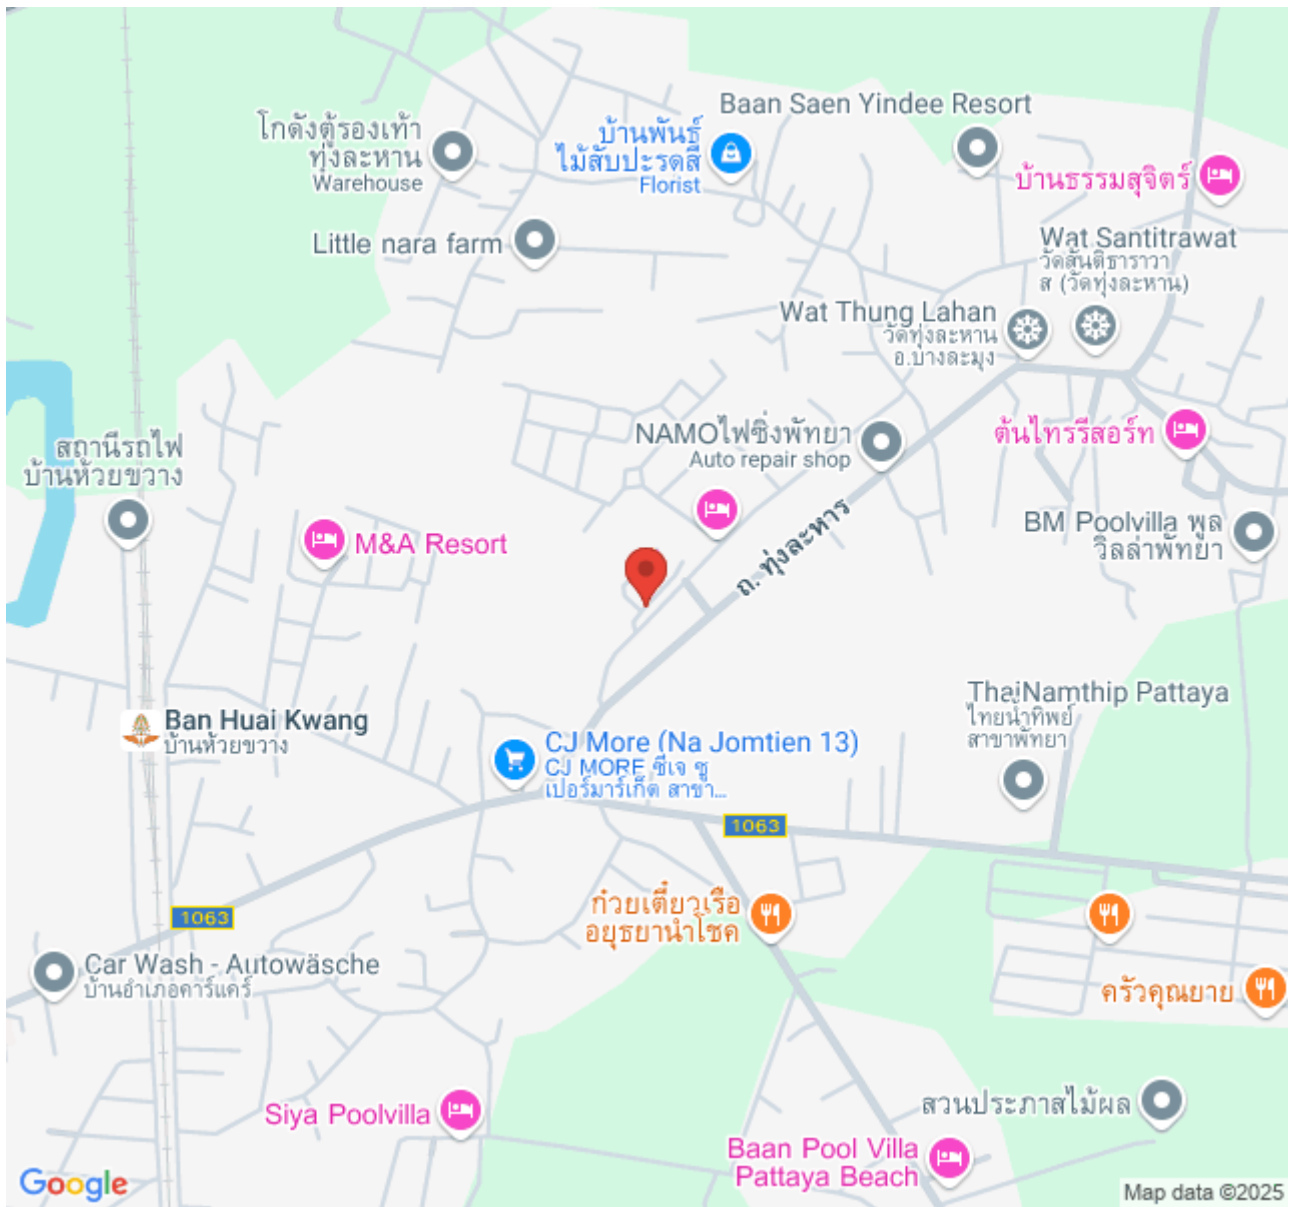 Baan Saen Yindee Resort
โกดังตู้รองเท้า
ทุ่งละหาน
Warehouse
บ้านพันธุ์
ไม้สับปะรดสี
Florist
บ้านธรรมสุจิตร์
Little nara farm
Wat Santitrawat
วัดสันติธาราวา
ส (วัดทุ่งละหาน)
Wat Thung Lahan
วัดทุ่งละหาน
อ.บางละมุง
NAMOไฟซิ่งพัทยา
Auto repair shop
ต้นไทรรีสอร์ท
สถานีรถไฟ
บ้านห้วยขวาง
M&A Resort
ถ. ทุ่งละหาร
BM Poolvilla พูล
วิลล่าพัทยา
ThaiNamthip Pattaya
ไทยน้ำทิพย์
สาขาพัทยา
Ban Huai Kwang
บ้านห้วยขวาง
CJ More (Na Jomtien 13)
CJ MORE ซีเจ ซู
เปอร์มาร์เก็ต สาขา...
1063
ก๋วยเตี๋ยวเรือ
อยุธยานำโชค
1063
Car Wash - Autowäsche
บ้านอำเภอคาร์แคร์
ครัวคุณยาย
Siya Poolvilla
สวนประภาสไม้ผล
Baan Pool Villa
Pattaya Beach
Google
Map data ©2025